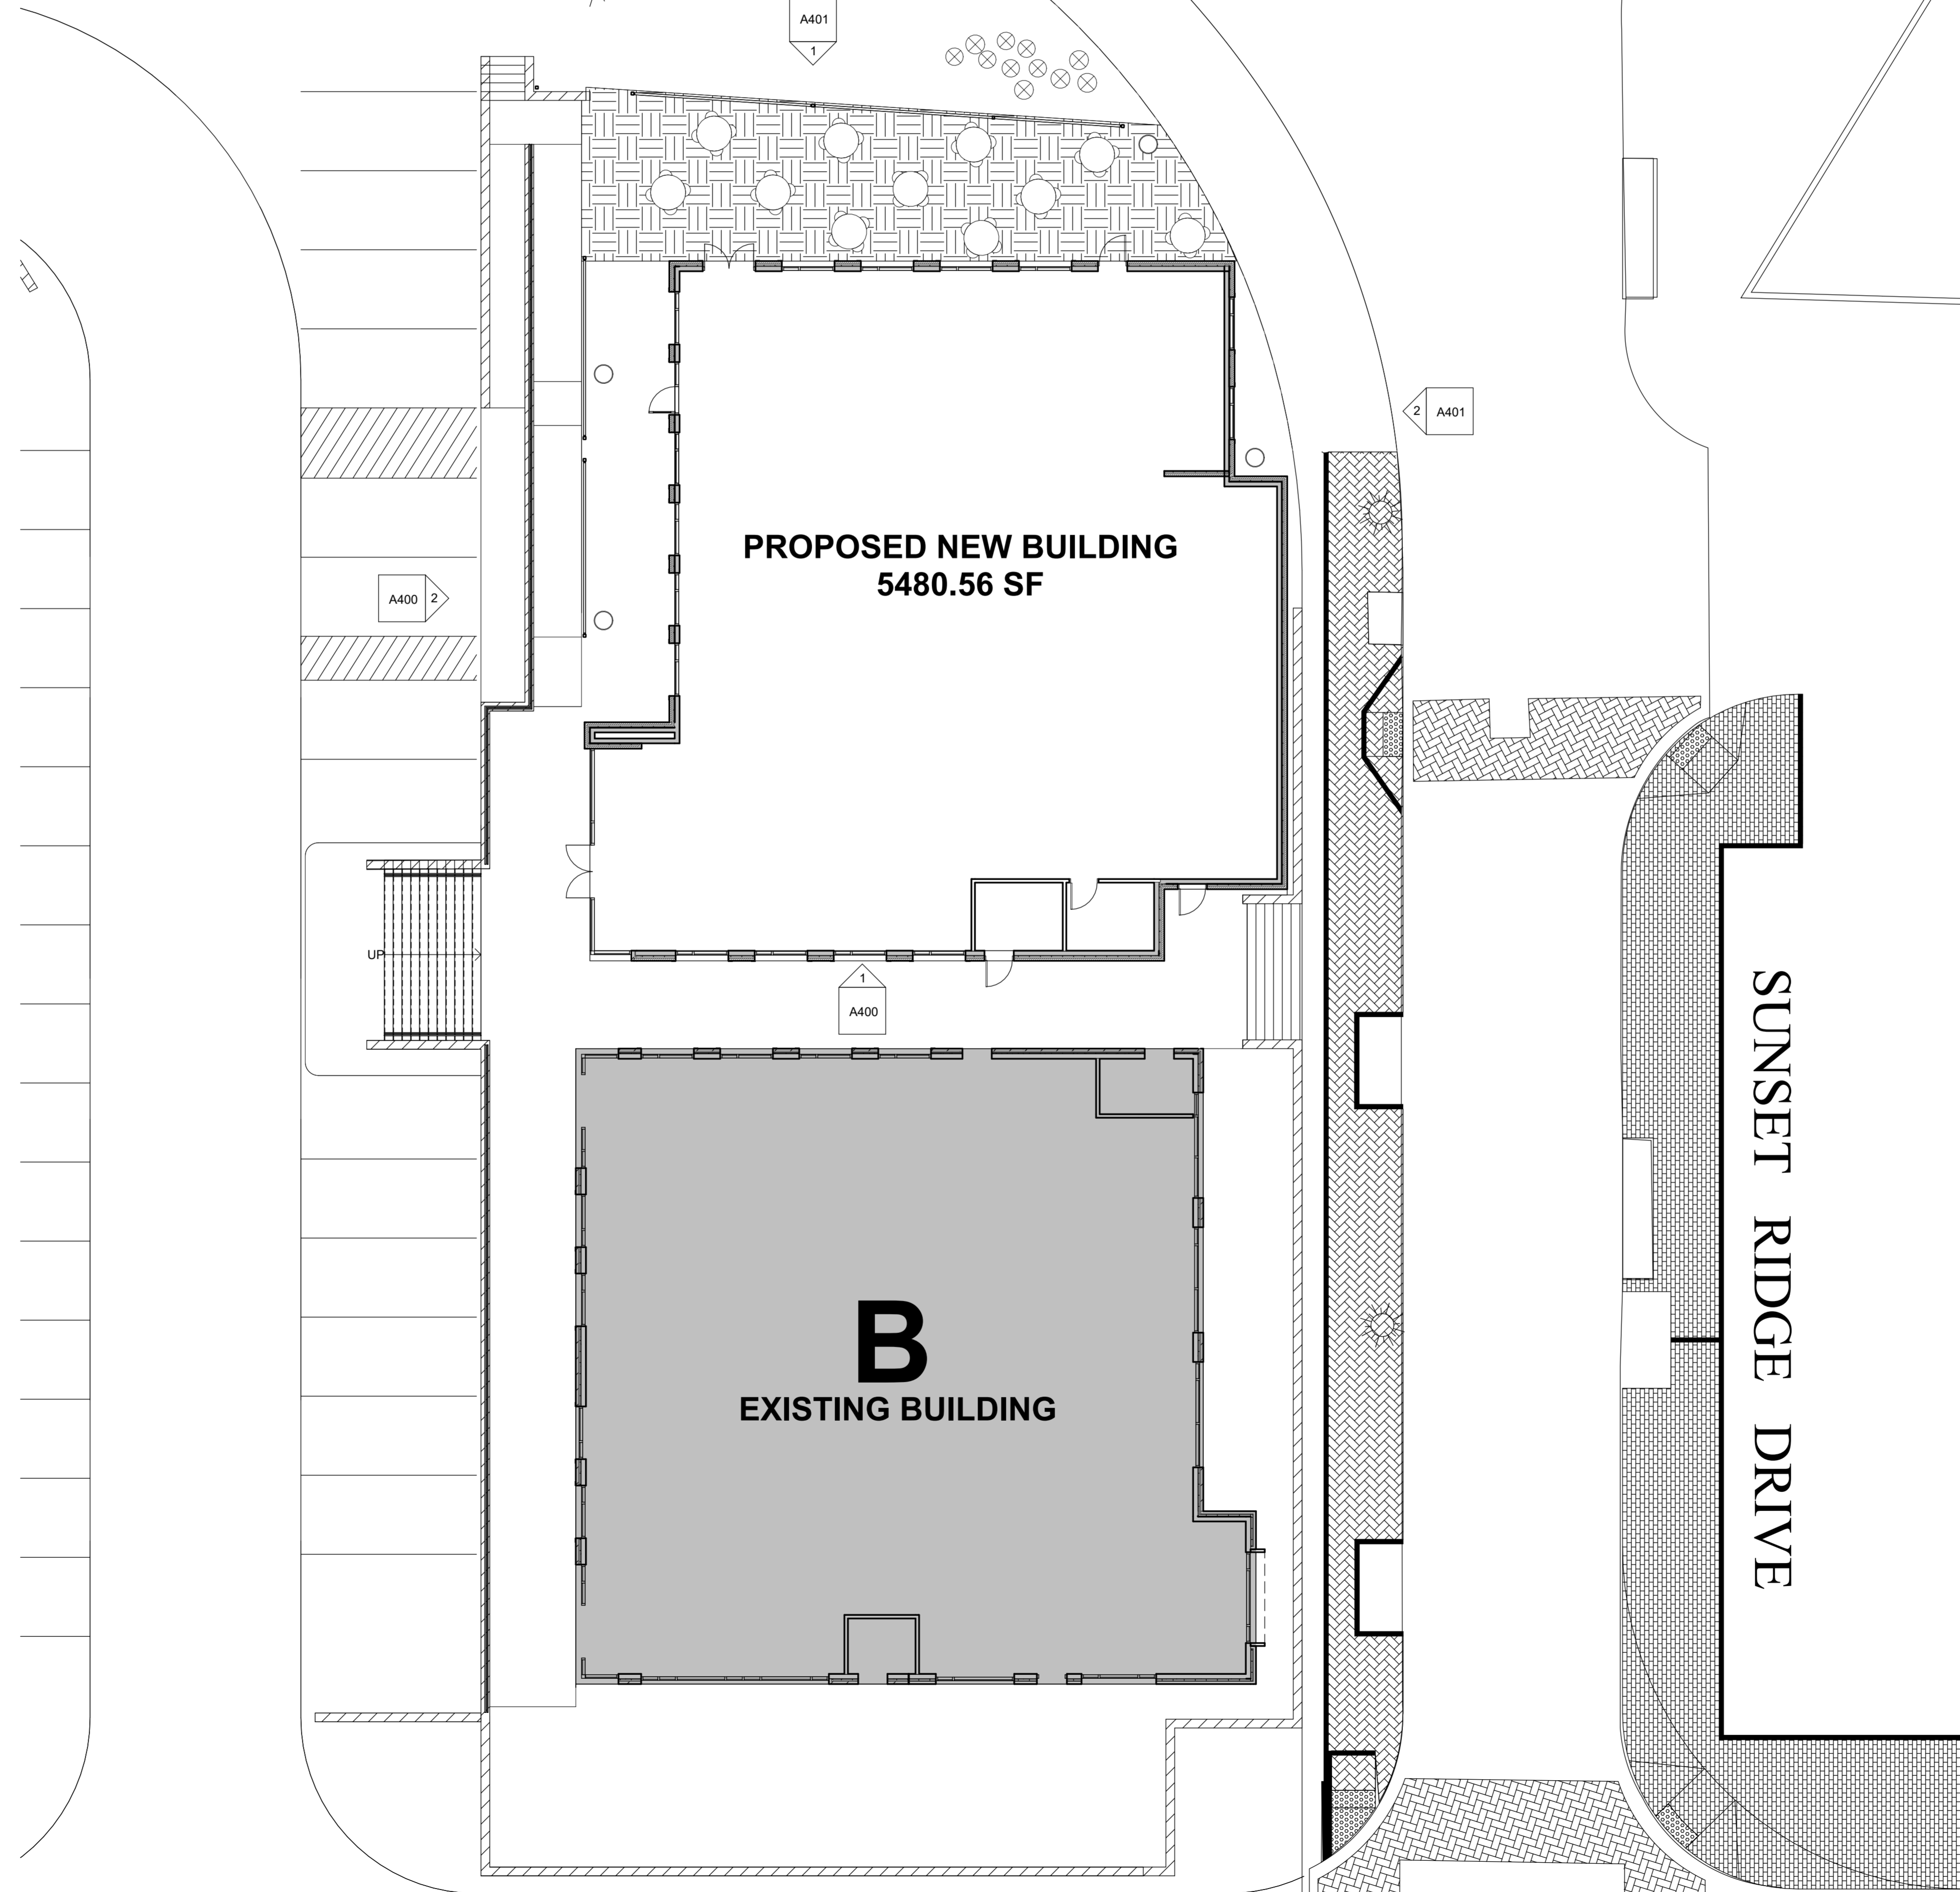 A401
1
2 A401
PROPOSED NEW BUILDING
5480.56 SF
A400 2
UP
1
A400
SUNSET RIDGE DRIVE
B
EXISTING BUILDING